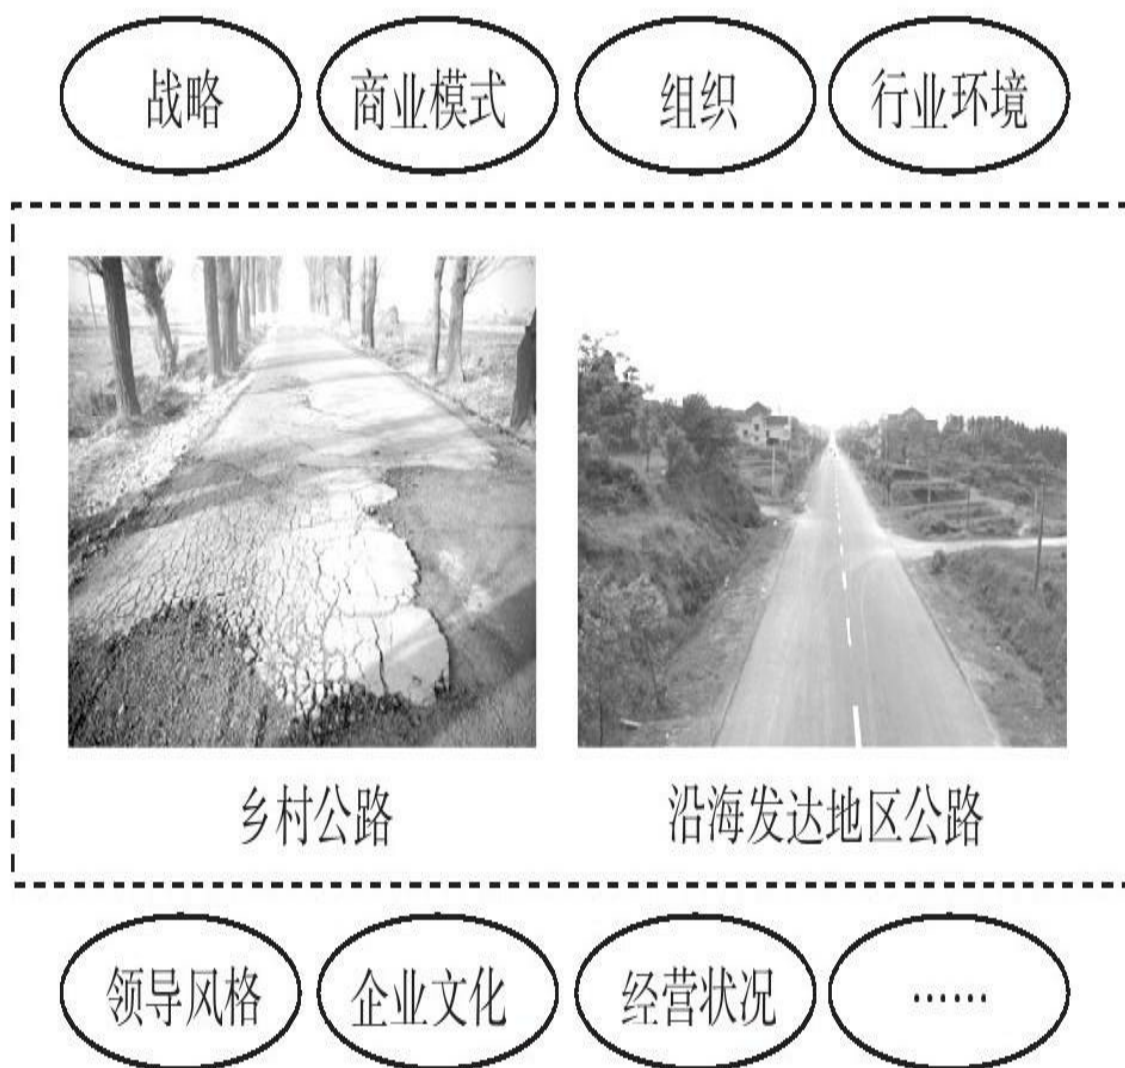 战略 商业模式 组织 行业环境
乡村公路 沿海发达地区公路
领导风格 企业文化 经营状况 ……